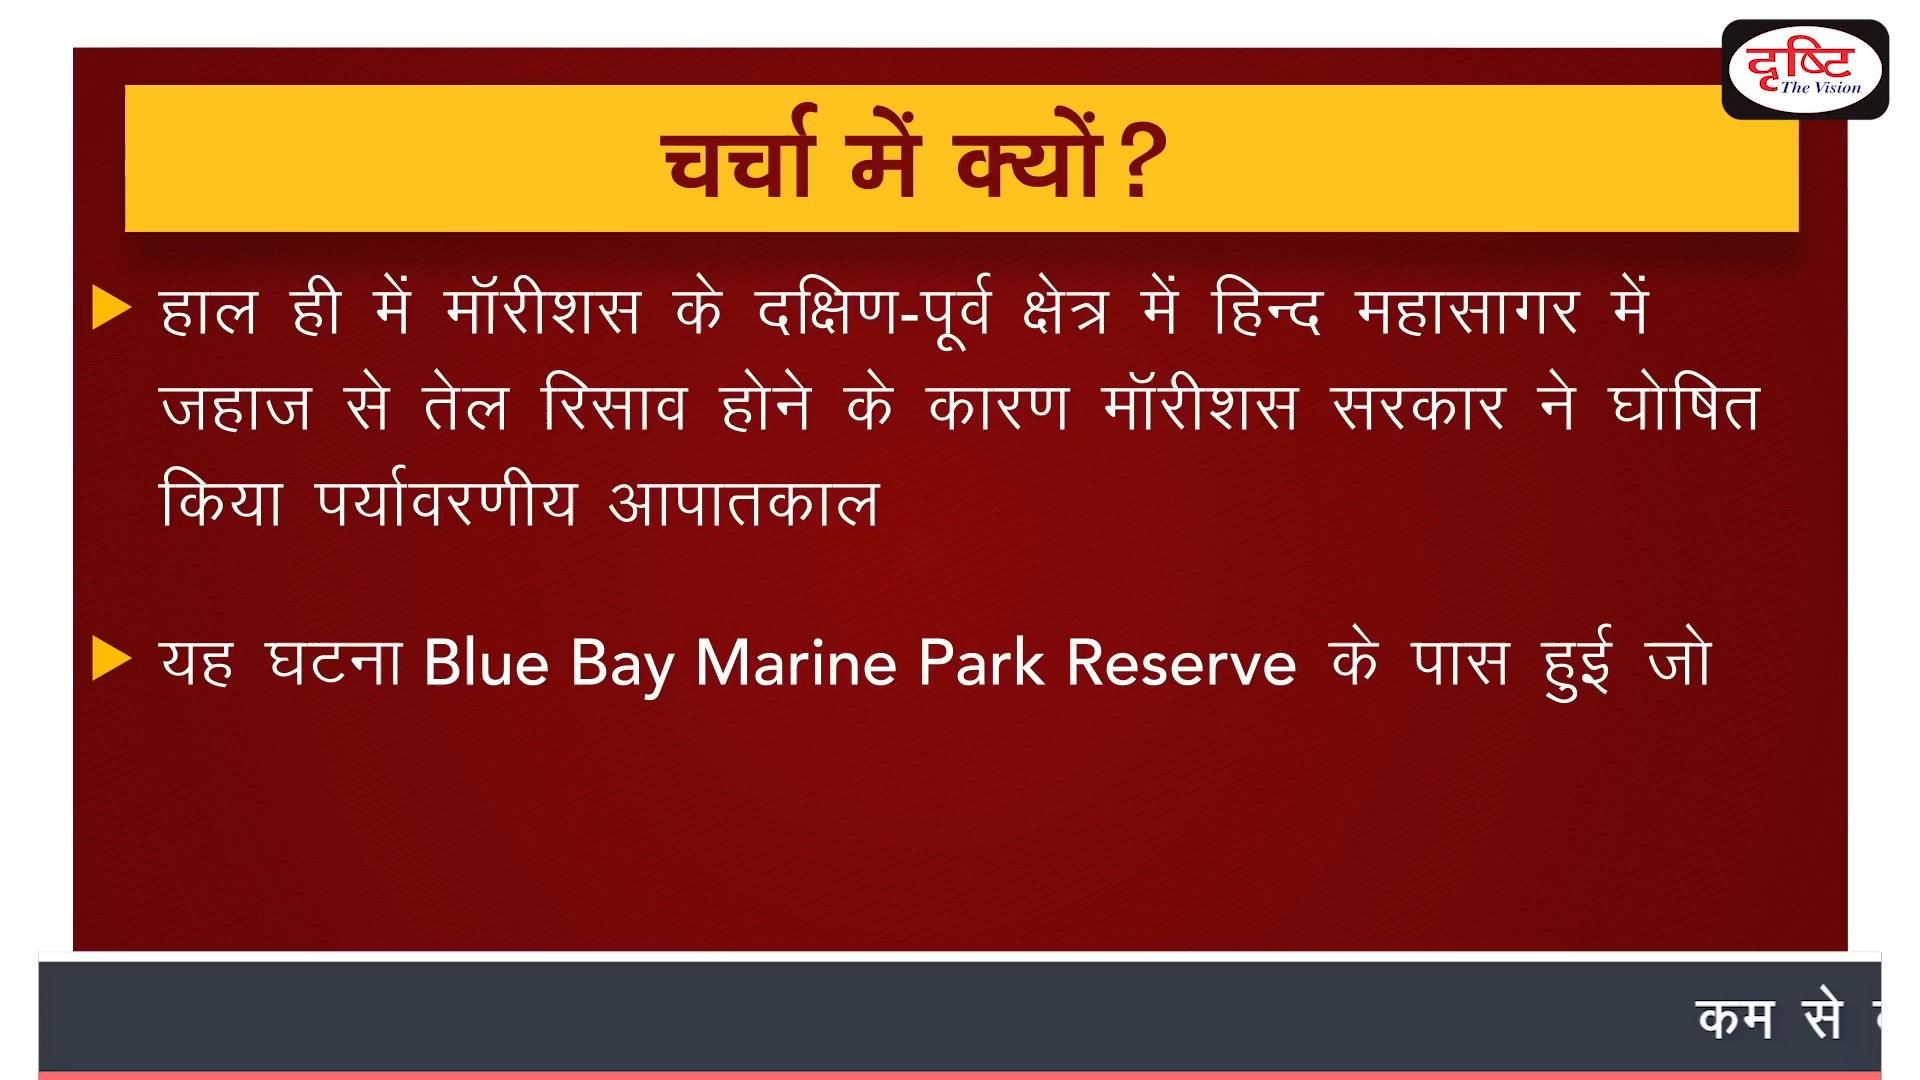 दृष्टि
The Vision
चर्चा में क्यों?
हाल ही में मॉरीशस के दक्षिण-पूर्व क्षेत्र में हिन्द महासागर में
जहाज से तेल रिसाव होने के कारण मॉरीशस सरकार ने घोषित
किया पर्यावरणीय आपातकाल
यह घटना Blue Bay Marine Park Reserve के पास हुई जो
कम से